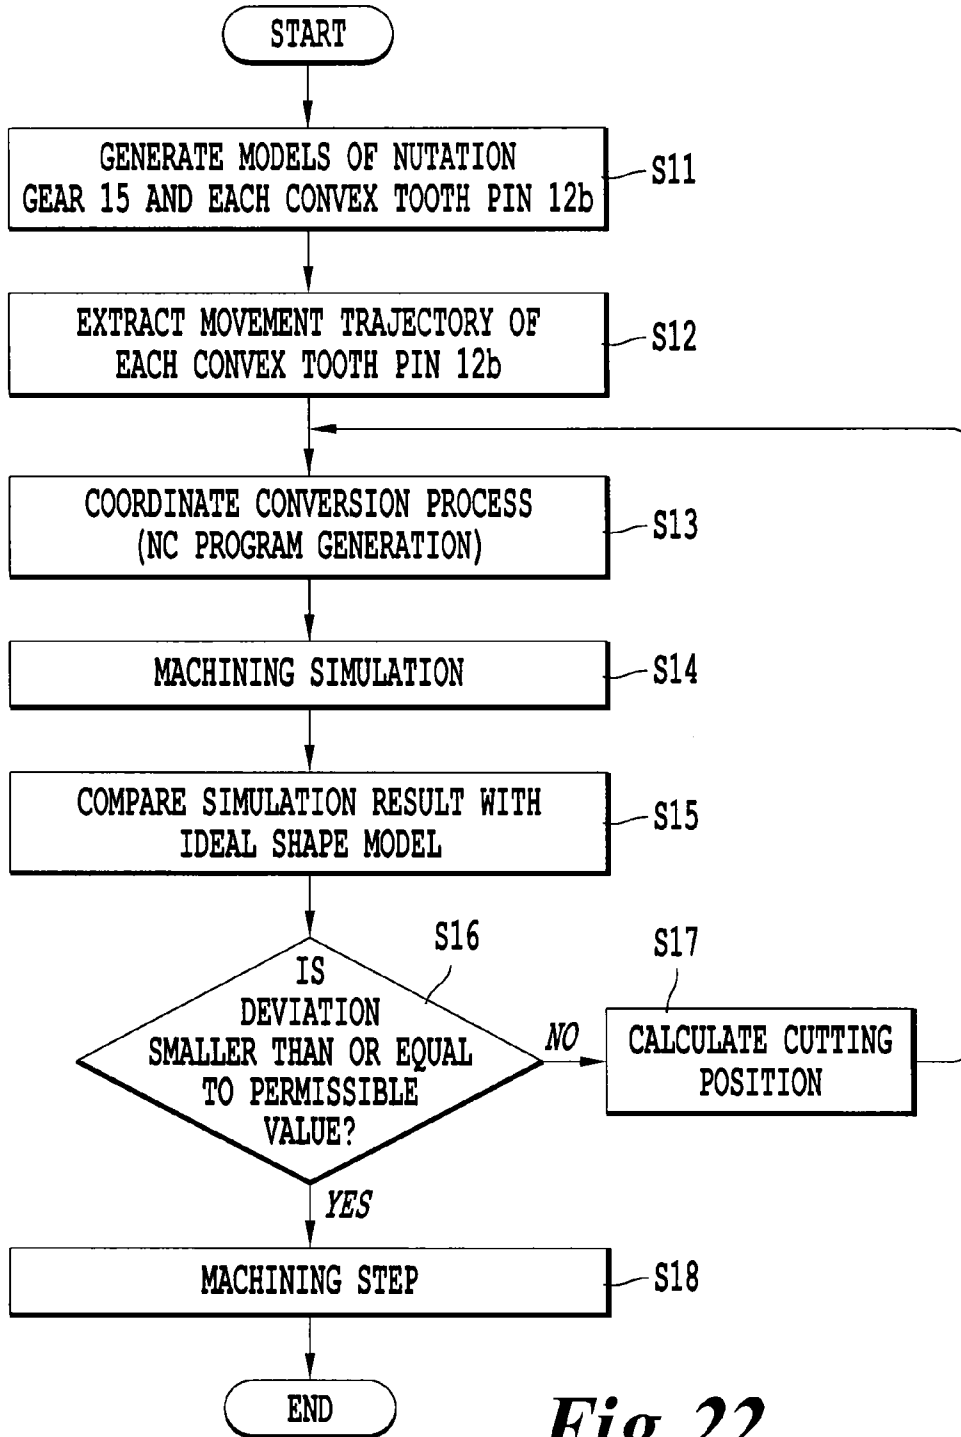 START
GENERATE MODELS OF NUTATION
GEAR 15 AND EACH CONVEX TOOTH PIN 12b
S11
EXTRACT MOVEMENT TRAJECTORY OF
EACH CONVEX TOOTH PIN 12b
S12
COORDINATE CONVERSION PROCESS
(NC PROGRAM GENERATION)
S13
MACHINING SIMULATION
S14
COMPARE SIMULATION RESULT WITH
IDEAL SHAPE MODEL
S15
S16
IS
DEVIATION
SMALLER THAN OR EQUAL
TO PERMISSIBLE
VALUE?
NO
S17
CALCULATE CUTTING
POSITION
YES
MACHINING STEP
S18
END
Fig.22